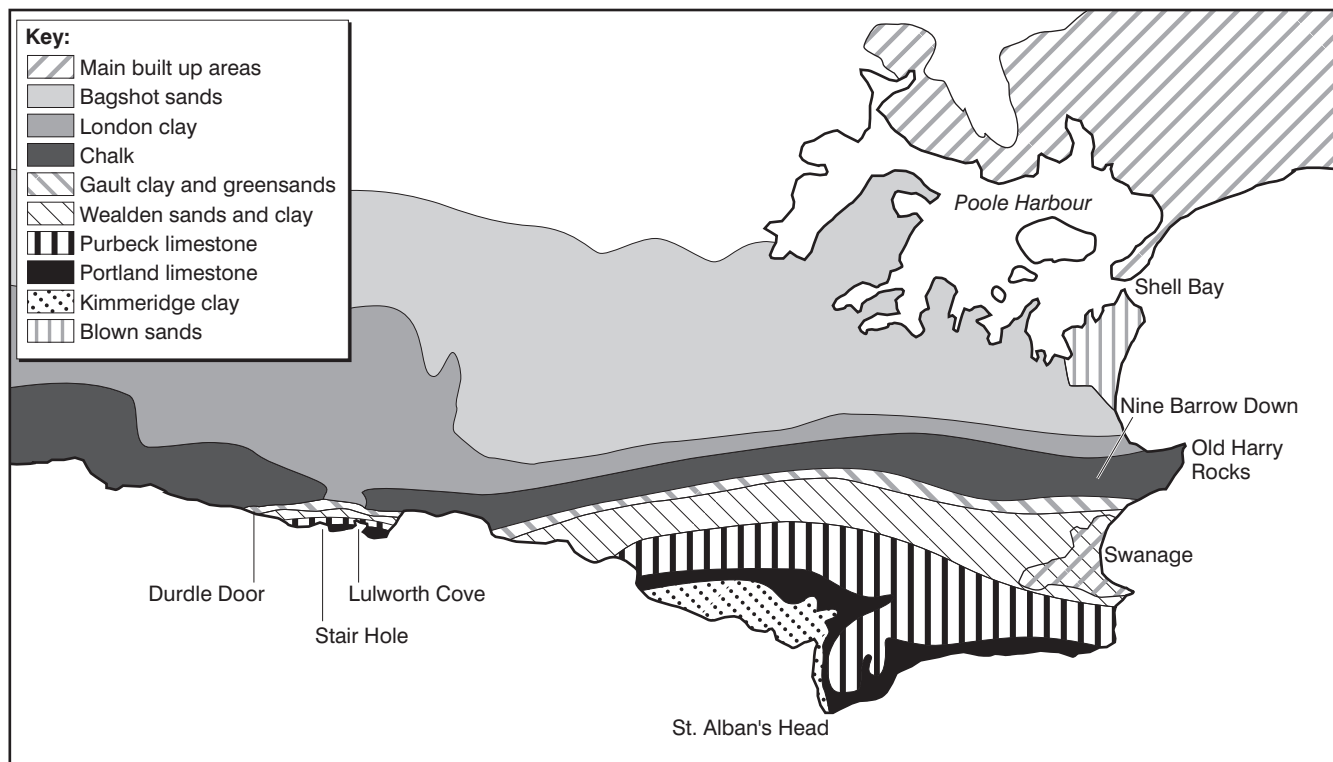 Key:
Main built up areas
Bagshot sands
London clay
Chalk
Gault clay and greensands
Wealden sands and clay
Purbeck limestone
Portland limestone
Kimmeridge clay
Blown sands
Poole Harbour
Shell Bay
Nine Barrow Down
Old Harry
Rocks
Swanage
Durdle Door
Lulworth Cove
Stair Hole
St. Alban's Head